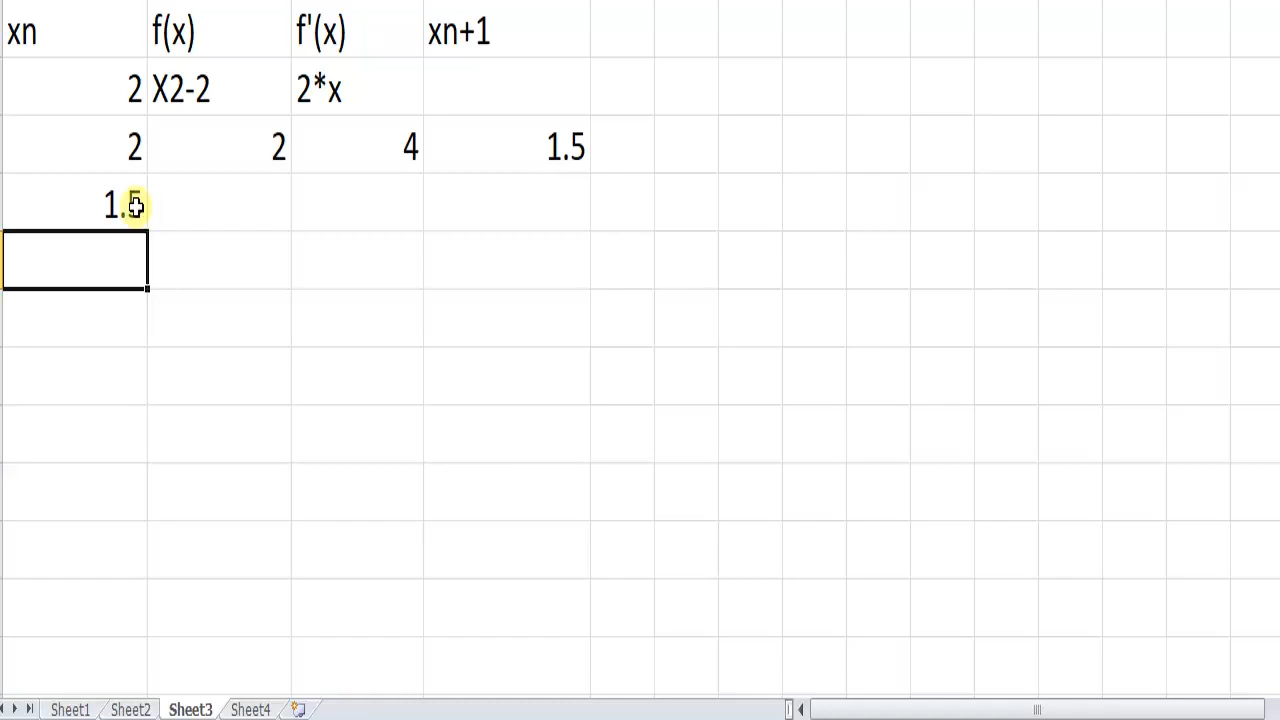 xn f(x) f'(x) xn+1
2 X2-2 2*x
2 2 4 1.5
1.5
Sheet1 Sheet2 Sheet3 Sheet4